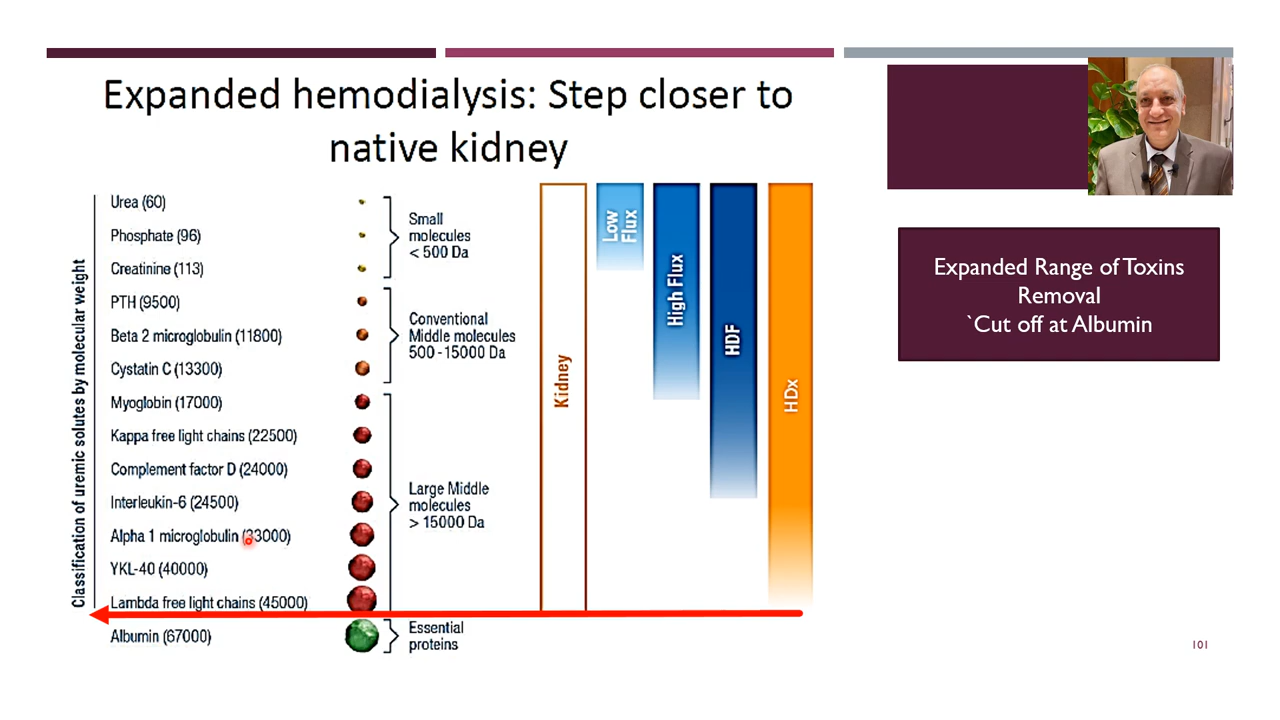 Expanded hemodialysis: Step closer to
native kidney
Classification of uremic solutes by molecular weight
Urea (60)
Phosphate (96)
Creatinine (113)
PTH (9500)
Beta 2 microglobulin (11800)
Cystatin C (13300)
Myoglobin (17000)
Kappa free light chains (22500)
Complement factor D (24000)
Interleukin-6 (24500)
Alpha 1 microglobulin (33000)
YKL-40 (40000)
Lambda free light chains (45000)
Albumin (67000)
Small
molecules
< 500 Da
Conventional
Middle molecules
500 -15000 Da
Large Middle
molecules
> 15000 Da
Essential
proteins
Kidney
Low
Flux
High Flux
HDF
HDx
Expanded Range of Toxins
Removal
`Cut off at Albumin
101